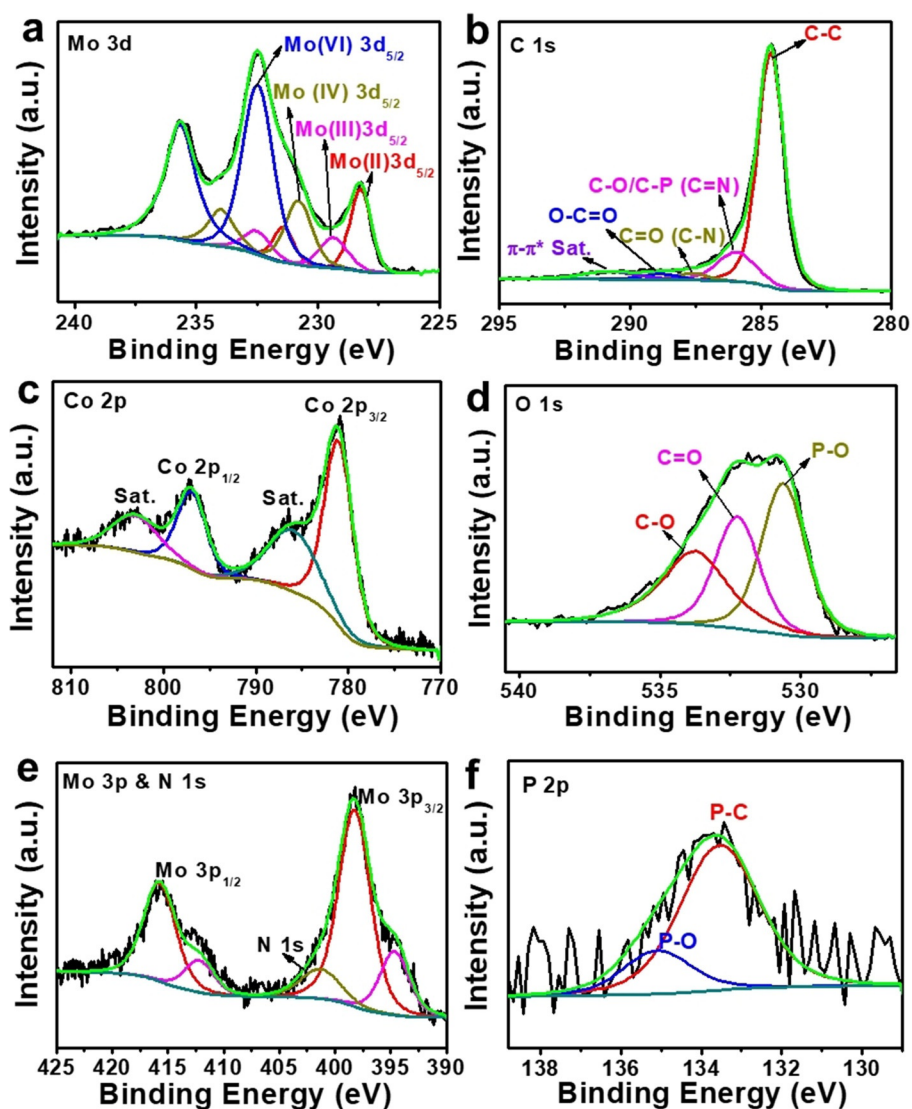 a
Mo 3d
Mo(VI) 3d5/2
Mo (IV) 3d5/2
Mo(III)3d5/2
Mo(II)3d5/2
Intensity (a.u.)
240 235 230 225
Binding Energy (eV)
b
C 1s
C-C
C-O/C-P (C=N)
O-C=O
C=O (C-N)
π-π* Sat.
Intensity (a.u.)
295 290 285 280
Binding Energy (eV)
c
Co 2p
Co 2p3/2
Co 2p1/2
Sat.
Sat.
Intensity (a.u.)
810 800 790 780 770
Binding Energy (eV)
d
O 1s
P-O
C=O
C-O
Intensity (a.u.)
540 535 530
Binding Energy (eV)
e
Mo 3p & N 1s
Mo 3p3/2
Mo 3p1/2
N 1s
Intensity (a.u.)
425 420 415 410 405 400 395 390
Binding Energy (eV)
f
P 2p
P-C
P-O
Intensity (a.u.)
138 136 134 132 130
Binding Energy (eV)